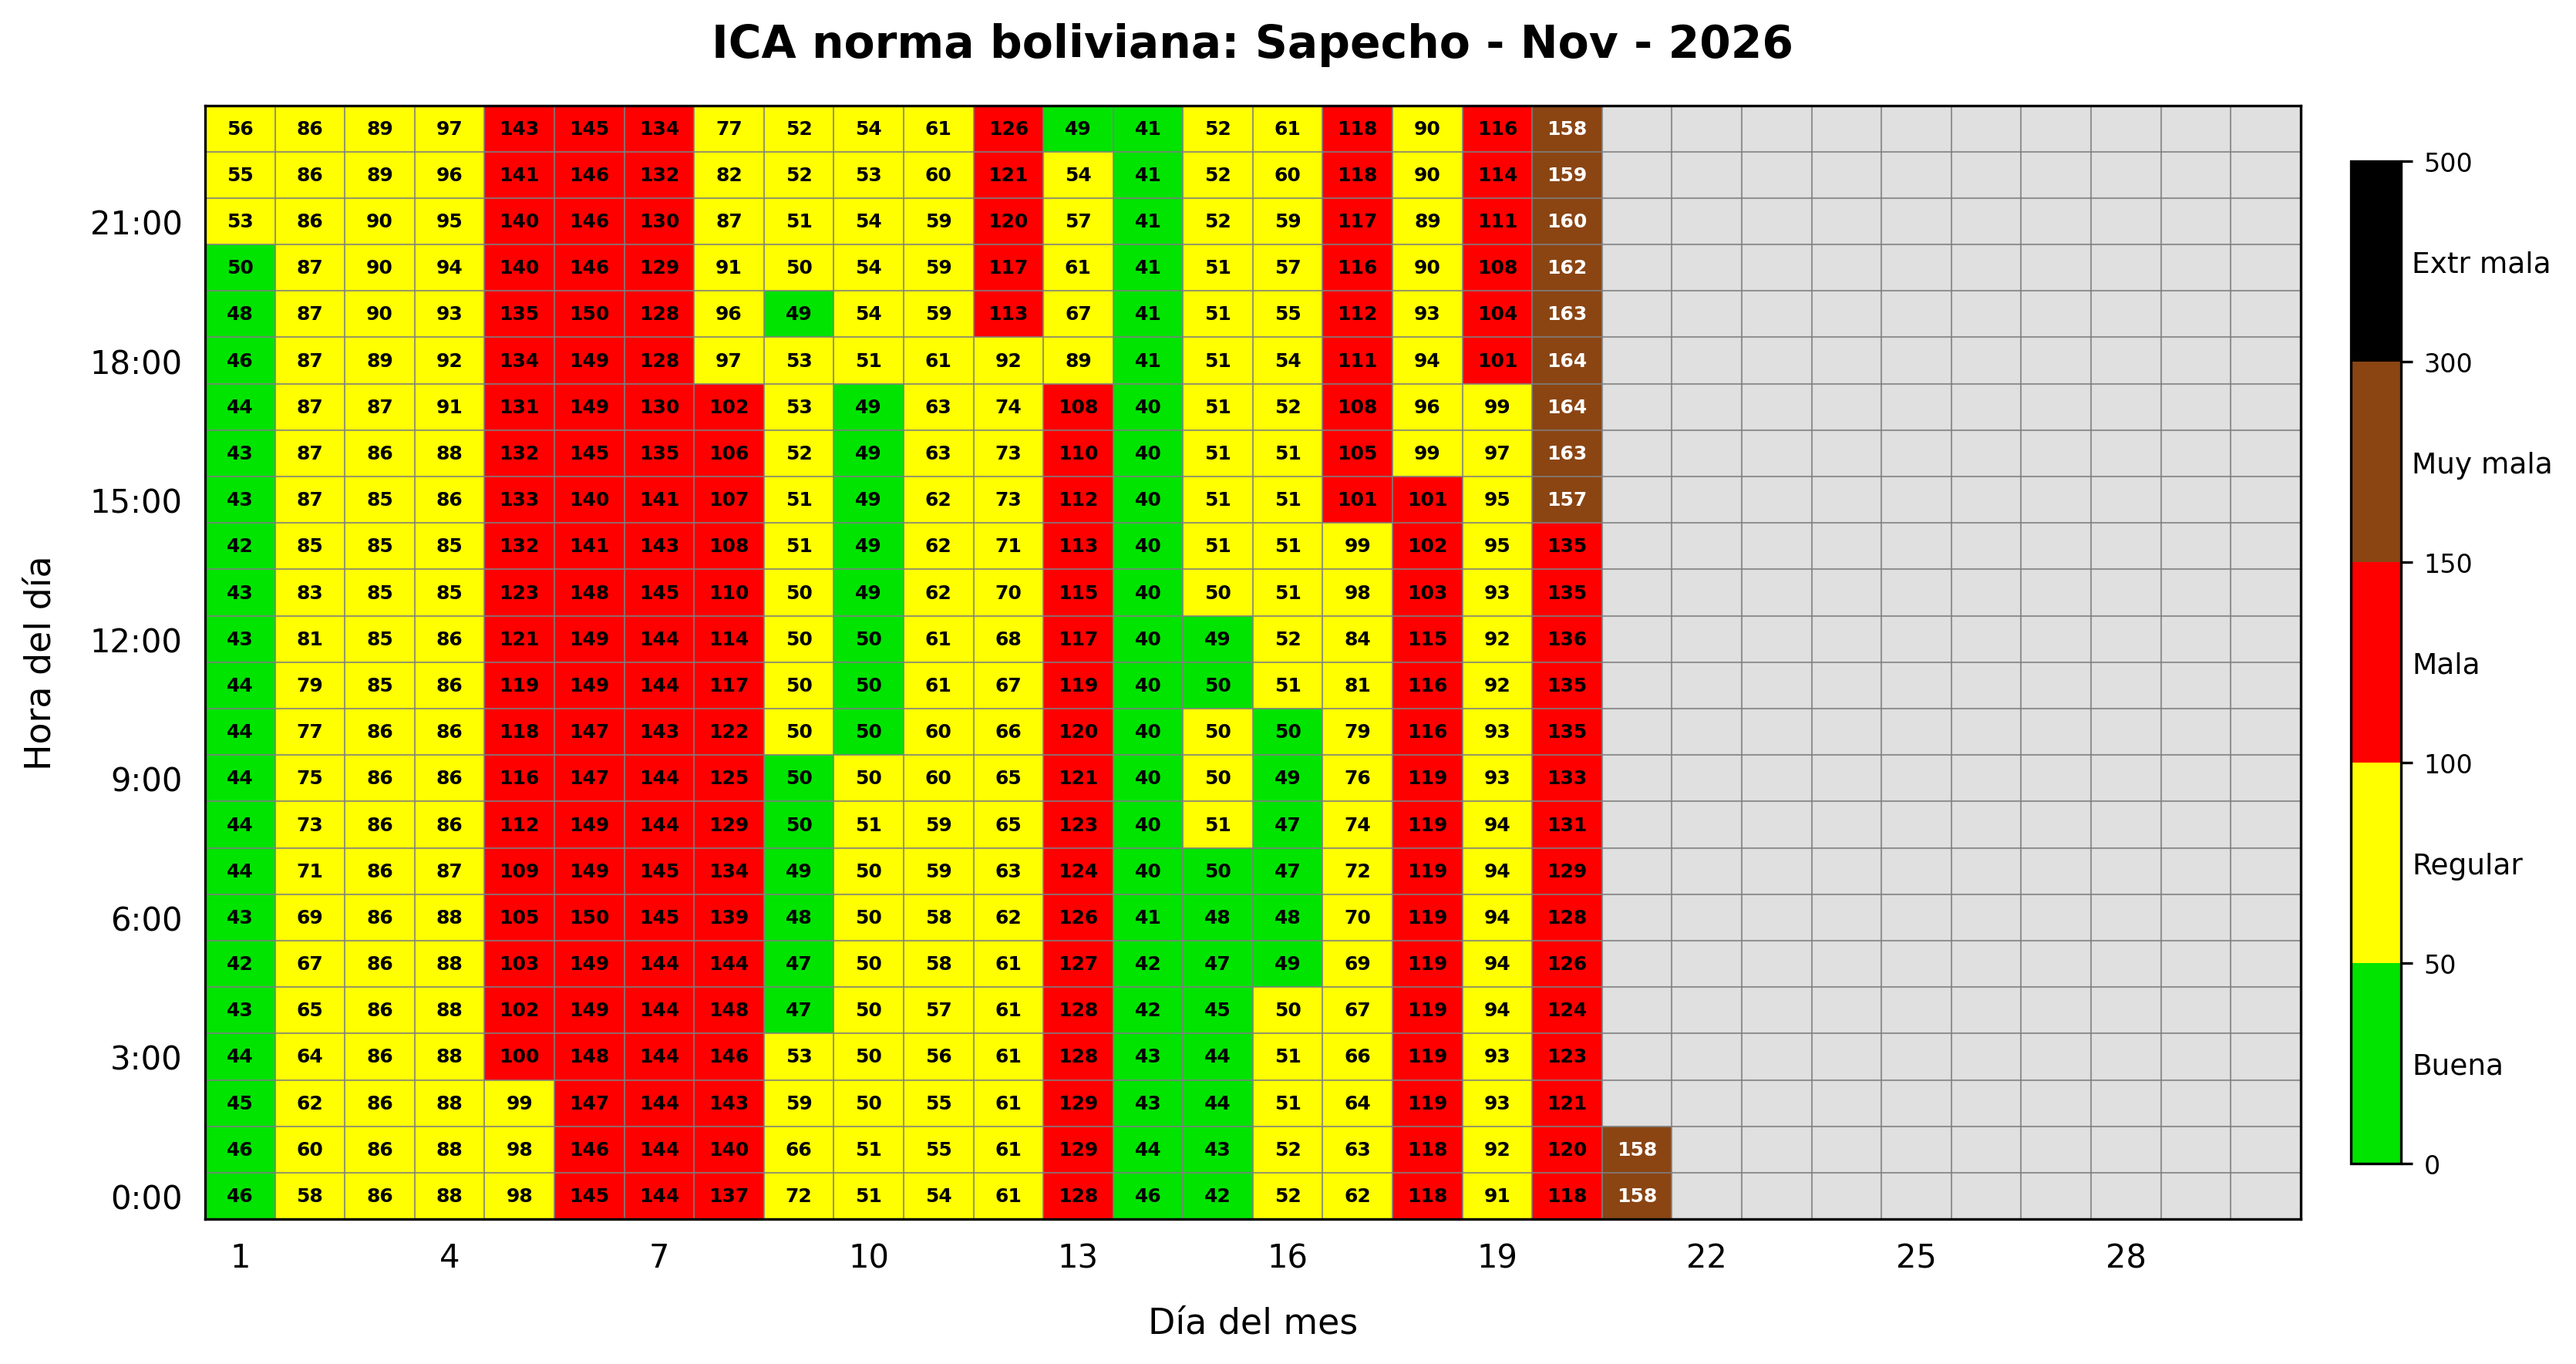 ICA norma boliviana: Sapecho - Nov - 2026
56 86 89 97 143 145 134 77 52 54 61 126 49 41 52 61 118 90 116 158
55 86 89 96 141 146 132 82 52 53 60 121 54 41 52 60 118 90 114 159
21:00 53 86 90 95 140 146 130 87 51 54 59 120 57 41 52 59 117 89 111 160
50 87 90 94 140 146 129 91 50 54 59 117 61 41 51 57 116 90 108 162
48 87 90 93 135 150 128 96 49 54 59 113 67 41 51 55 112 93 104 163
18:00 46 87 89 92 134 149 128 97 53 51 61 92 89 41 51 54 111 94 101 164
44 87 87 91 131 149 130 102 53 49 63 74 108 40 51 52 108 96 99 164
43 87 86 88 132 145 135 106 52 49 63 73 110 40 51 51 105 99 97 163
15:00 43 87 85 86 133 140 141 107 51 49 62 73 112 40 51 51 101 101 95 157
42 85 85 85 132 141 143 108 51 49 62 71 113 40 51 51 99 102 95 135
43 83 85 85 123 148 145 110 50 49 62 70 115 40 50 51 98 103 93 135
12:00 43 81 85 86 121 149 144 114 50 50 61 68 117 40 49 52 84 115 92 136
44 79 85 86 119 149 144 117 50 50 61 67 119 40 50 51 81 116 92 135
44 77 86 86 118 147 143 122 50 50 60 66 120 40 50 50 79 116 93 135
9:00 44 75 86 86 116 147 144 125 50 50 60 65 121 40 50 49 76 119 93 133
44 73 86 86 112 149 144 129 50 51 59 65 123 40 51 47 74 119 94 131
44 71 86 87 109 149 145 134 49 50 59 63 124 40 50 47 72 119 94 129
6:00 43 69 86 88 105 150 145 139 48 50 58 62 126 41 48 48 70 119 94 128
42 67 86 88 103 149 144 144 47 50 58 61 127 42 47 49 69 119 94 126
43 65 86 88 102 149 144 148 47 50 57 61 128 42 45 50 67 119 94 124
3:00 44 64 86 88 100 148 144 146 53 50 56 61 128 43 44 51 66 119 93 123
45 62 86 88 99 147 144 143 59 50 55 61 129 43 44 51 64 119 93 121
46 60 86 88 98 146 144 140 66 51 55 61 129 44 43 52 63 118 92 120 158
0:00 46 58 86 88 98 145 144 137 72 51 54 61 128 46 42 52 62 118 91 118 158
1 4 7 10 13 16 19 22 25 28
Día del mes
Hora del día
500
Extr mala
300
Muy mala
150
Mala
100
Regular
50
Buena
0